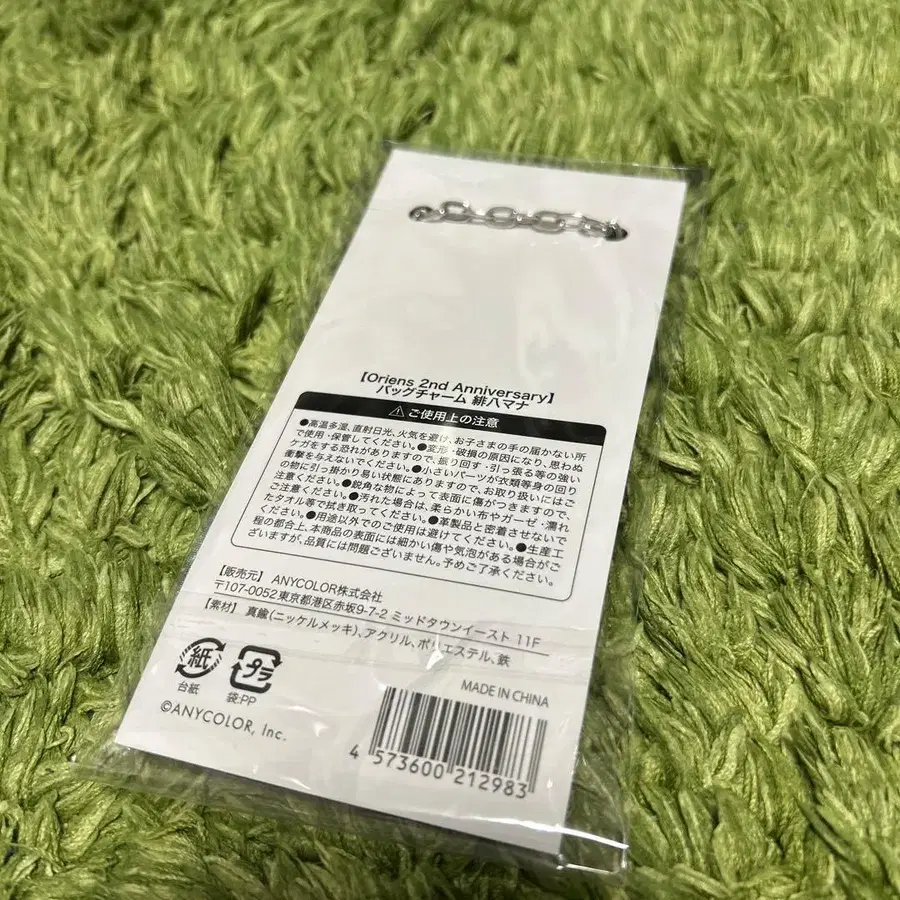 【Oriens 2nd Anniversary】
バッグチャーム 緋八マナ
ご使用上の注意
●高温多湿、直射日光、火気を避け、お子さまの手の届かない所
で使用・保管してください。●変形・破損の原因になり、思わぬ
ケガをする恐れがありますので、振り回す・引っ張る等の強い
衝撃を与えないでください。●小さいパーツが衣類等身の回り
の物に引っ掛かり易い状態にありますので、お取り扱いにはご
注意ください。●鋭角な物によって表面に傷がつきますので
ご注意ください。●汚れた場合は、柔らかい布やガーゼ・濡れ
たタオル等で拭き取ってください。●革製品と密着させないで
ください。●用途以外でのご使用は避けてください。●生産工
程の都合上、本商品の表面には細かい傷や気泡がある場合がご
ざいますが、品質には問題ございません。予めご了承ください。
【販売元】 ANYCOLOR株式会社
〒107-0052 東京都港区赤坂9-7-2 ミッドタウンイースト 11F
【素材】 真鍮(ニッケルメッキ)、アクリル、ポリエステル、鉄
紙
台紙
プラ
袋:PP
MADE IN CHINA
©ANYCOLOR, Inc.
4 573600 212983